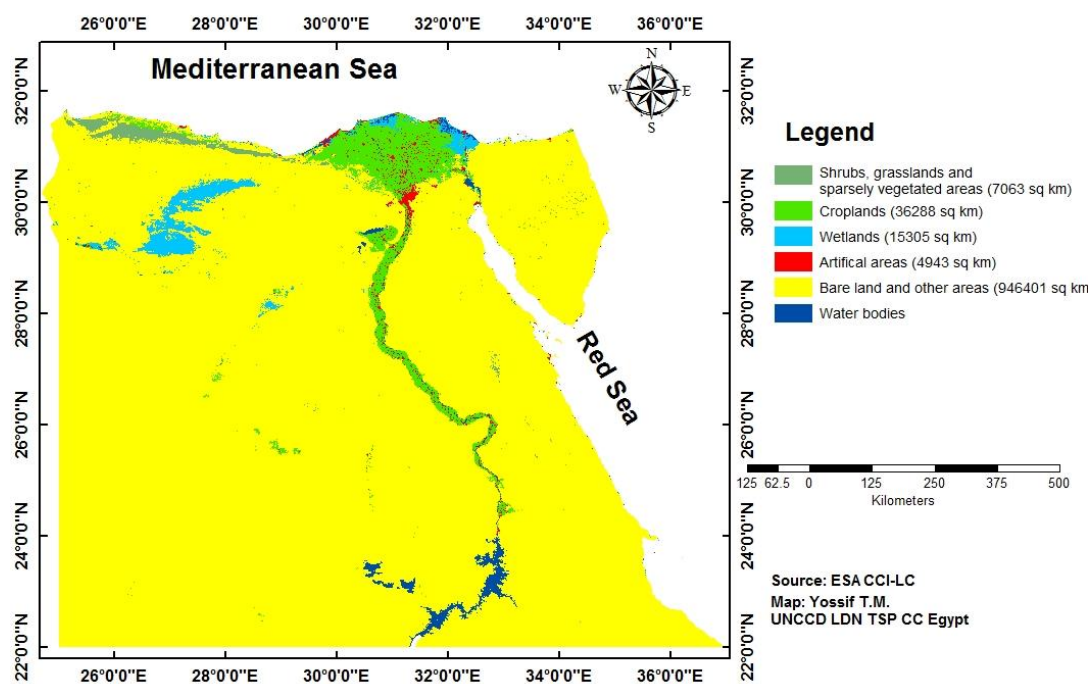 26°0'0"E 28°0'0"E 30°0'0"E 32°0'0"E 34°0'0"E 36°0'0"E
Mediterranean Sea
N
W E
S
32°0'0"N
30°0'0"N
28°0'0"N
26°0'0"N
24°0'0"N
22°0'0"N
Red Sea
32°0'0"N
30°0'0"N
28°0'0"N
26°0'0"N
24°0'0"N
22°0'0"N
26°0'0"E 28°0'0"E 30°0'0"E 32°0'0"E 34°0'0"E 36°0'0"E
Legend
Shrubs, grasslands and
sparsely vegetated areas (7063 sq km)
Croplands (36288 sq km)
Wetlands (15305 sq km)
Artifical areas (4943 sq km)
Bare land and other areas (946401 sq km
Water bodies
125 62.5 0 125 250 375 500
Kilometers
Source: ESA CCI-LC
Map: Yossif T.M.
UNCCD LDN TSP CC Egypt